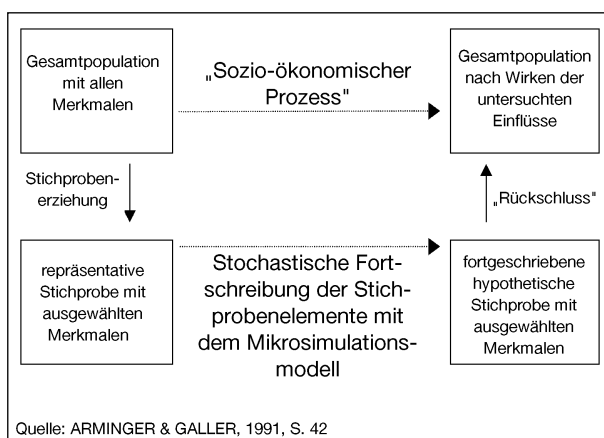 Gesamtpopulation
mit allen
Merkmalen
„Sozio-ökonomischer
Prozess"
Gesamtpopulation
nach Wirken der
untersuchten
Einflüsse
Stichproben-
erziehung
„Rückschluss"
repräsentative
Stichprobe mit
ausgewählten
Merkmalen
Stochastische Fort-
schreibung der Stich-
probenelemente mit
dem Mikrosimulations-
modell
fortgeschriebene
hypothetische
Stichprobe mit
ausgewählten
Merkmalen
Quelle: ARMINGER & GALLER, 1991, S. 42